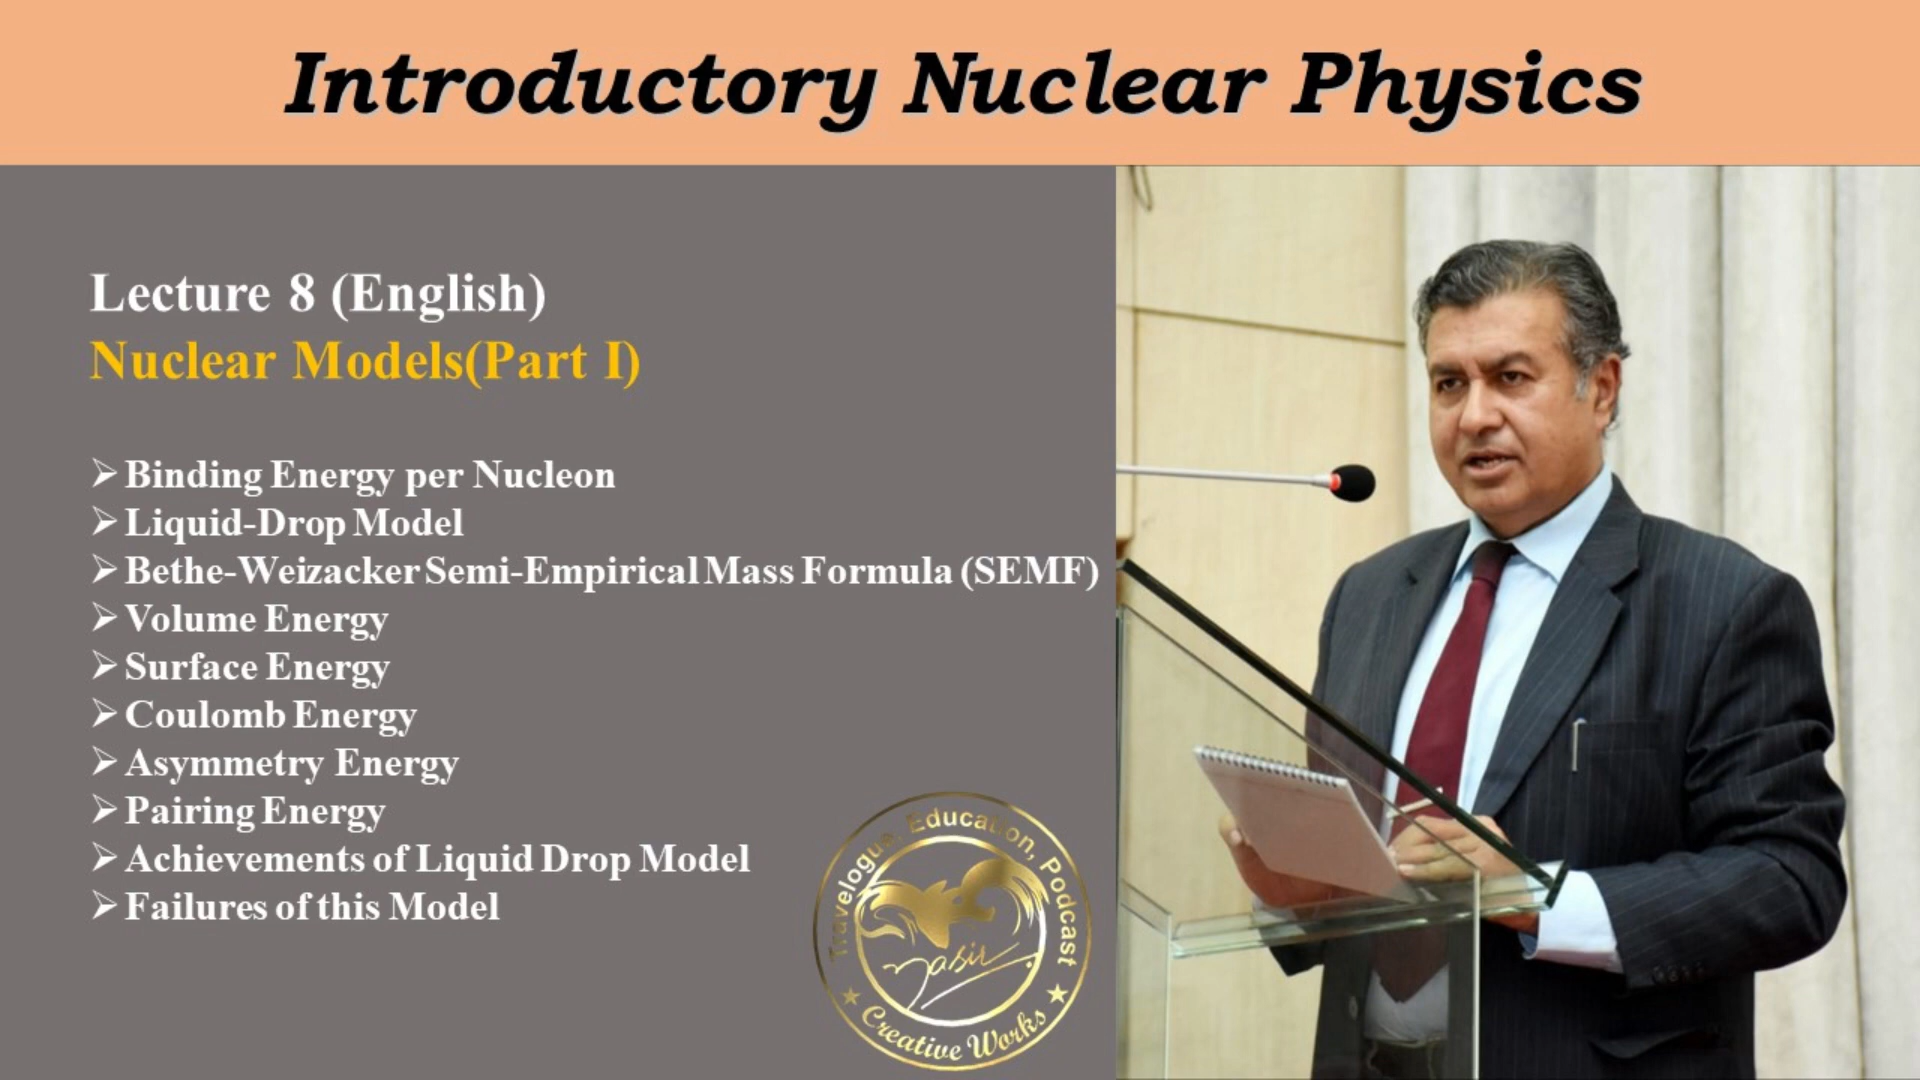 Introductory Nuclear Physics
Lecture 8 (English)
Nuclear Models(Part I)
Binding Energy per Nucleon
Liquid-Drop Model
Bethe-Weizacker Semi-Empirical Mass Formula (SEMF)
Volume Energy
Surface Energy
Coulomb Energy
Asymmetry Energy
Pairing Energy
Achievements of Liquid Drop Model
Failures of this Model
Travelogue, Education, Podcast
Nasir
Creative Works